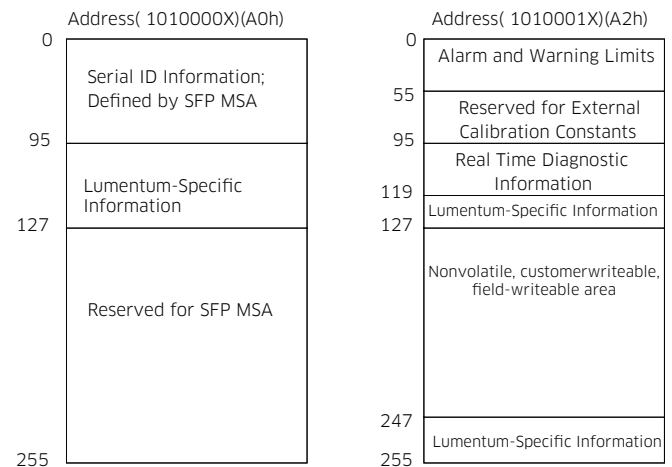 Address( 1010000X)(A0h)
0
Serial ID Information;
Defined by SFP MSA
95
Lumentum-Specific
Information
127
Reserved for SFP MSA
255
Address( 1010001X)(A2h)
0
Alarm and Warning Limits
55
Reserved for External
Calibration Constants
95
Real Time Diagnostic
Information
119
Lumentum-Specific Information
127
Nonvolatile, customerwriteable,
field-writeable area
247
Lumentum-Specific Information
255